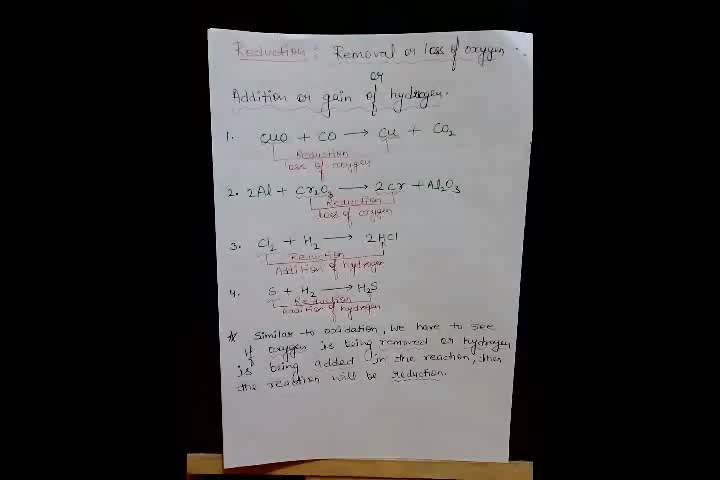 Reduction : Removal or loss of oxygen
or
Addition or gain of hydrogen.
1. CuO + CO → Cu + CO₂
Reduction
loss of oxygen
2. 2Al + Cr₂O₃ → 2Cr + Al₂O₃
Reduction
Loss of oxygen
3. Cl₂ + H₂ → 2HCl
Reduction
Addition of hydrogen
4. S + H₂ → H₂S
Reduction
Addition of hydrogen
* Similar to oxidation, we have to see
if oxygen is being removed or hydrogen
is being added in the reaction, then
the reaction will be reduction.